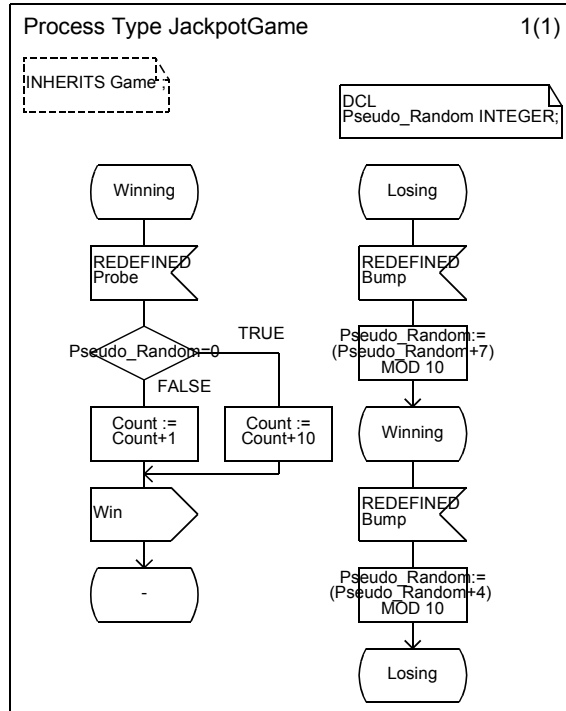 Process Type JackpotGame
1(1)
INHERITS Game ;
DCL
Pseudo_Random INTEGER;
Winning
REDEFINED
Probe
Pseudo_Random=0
TRUE
FALSE
Count :=
Count+1
Count :=
Count+10
Win
-
Losing
REDEFINED
Bump
Pseudo_Random:=
(Pseudo_Random+7)
MOD 10
Winning
REDEFINED
Bump
Pseudo_Random:=
(Pseudo_Random+4)
MOD 10
Losing